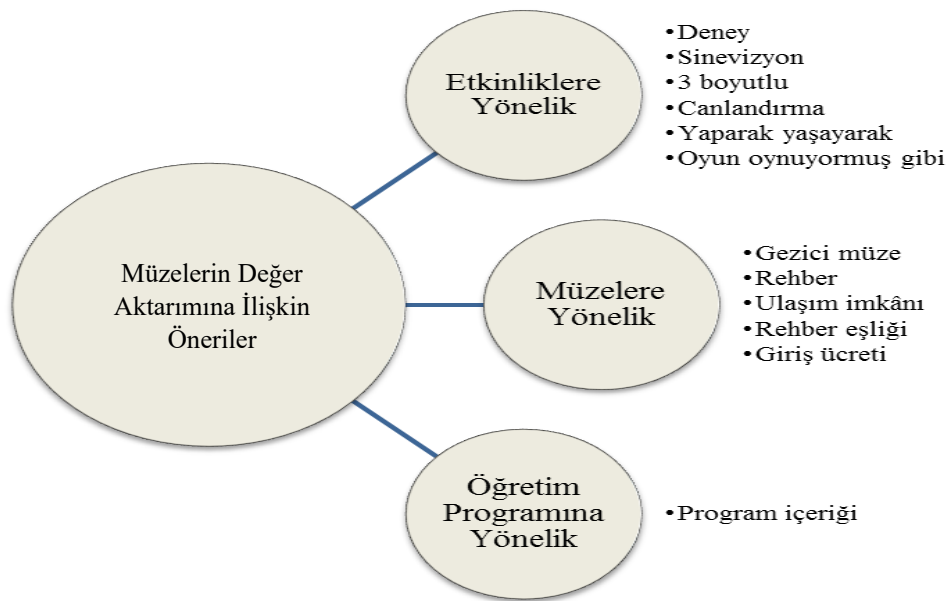 Müzelerin Değer
Aktarımına İlişkin
Öneriler
Etkinliklere
Yönelik
•Deney
•Sinevizyon
•3 boyutlu
•Canlandırma
•Yaparak yaşayarak
•Oyun oynuyormuş gibi
Müzelere
Yönelik
•Gezici müze
•Rehber
•Ulaşım imkânı
•Rehber eşliği
•Giriş ücreti
Öğretim
Programına
Yönelik
•Program içeriği